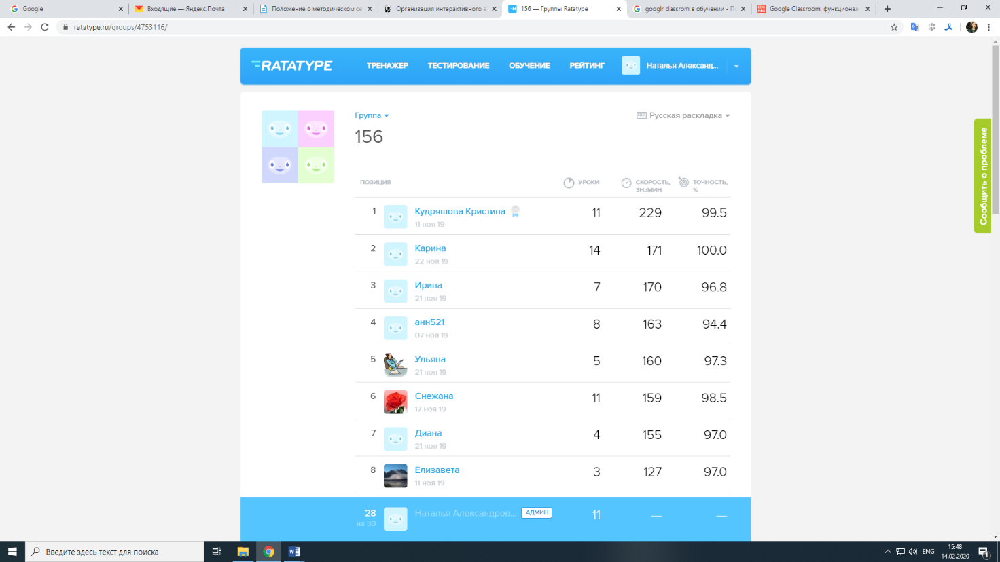 Google
Входящие — Яндекс.Почта
Положение о методическом се
Организация интерактивного в
156 — Группы Ratatype
googlr classrom в обучении - П
Google Classroom: функционал
ratatype.ru/groups/4753116/
RATATYPE
ТРЕНАЖЕР
ТЕСТИРОВАНИЕ
ОБУЧЕНИЕ
РЕЙТИНГ
Наталья Александ...
Группа
Русская раскладка
156
Сообщить о проблеме
ПОЗИЦИЯ
УРОКИ
СКОРОСТЬ, ЗН./МИН
ТОЧНОСТЬ, %
1 Кудряшова Кристина 11 229 99.5
11 ноя 19
2 Карина 14 171 100.0
22 ноя 19
3 Ирина 7 170 96.8
21 ноя 19
4 анн521 8 163 94.4
07 ноя 19
5 Ульяна 5 160 97.3
21 ноя 19
6 Снежана 11 159 98.5
17 ноя 19
7 Диана 4 155 97.0
21 ноя 19
8 Елизавета 3 127 97.0
11 ноя 19
28 Наталья Александров... АДМИН 11 — —
из 30
Введите здесь текст для поиска
ENG
15:48
14.02.2020
1